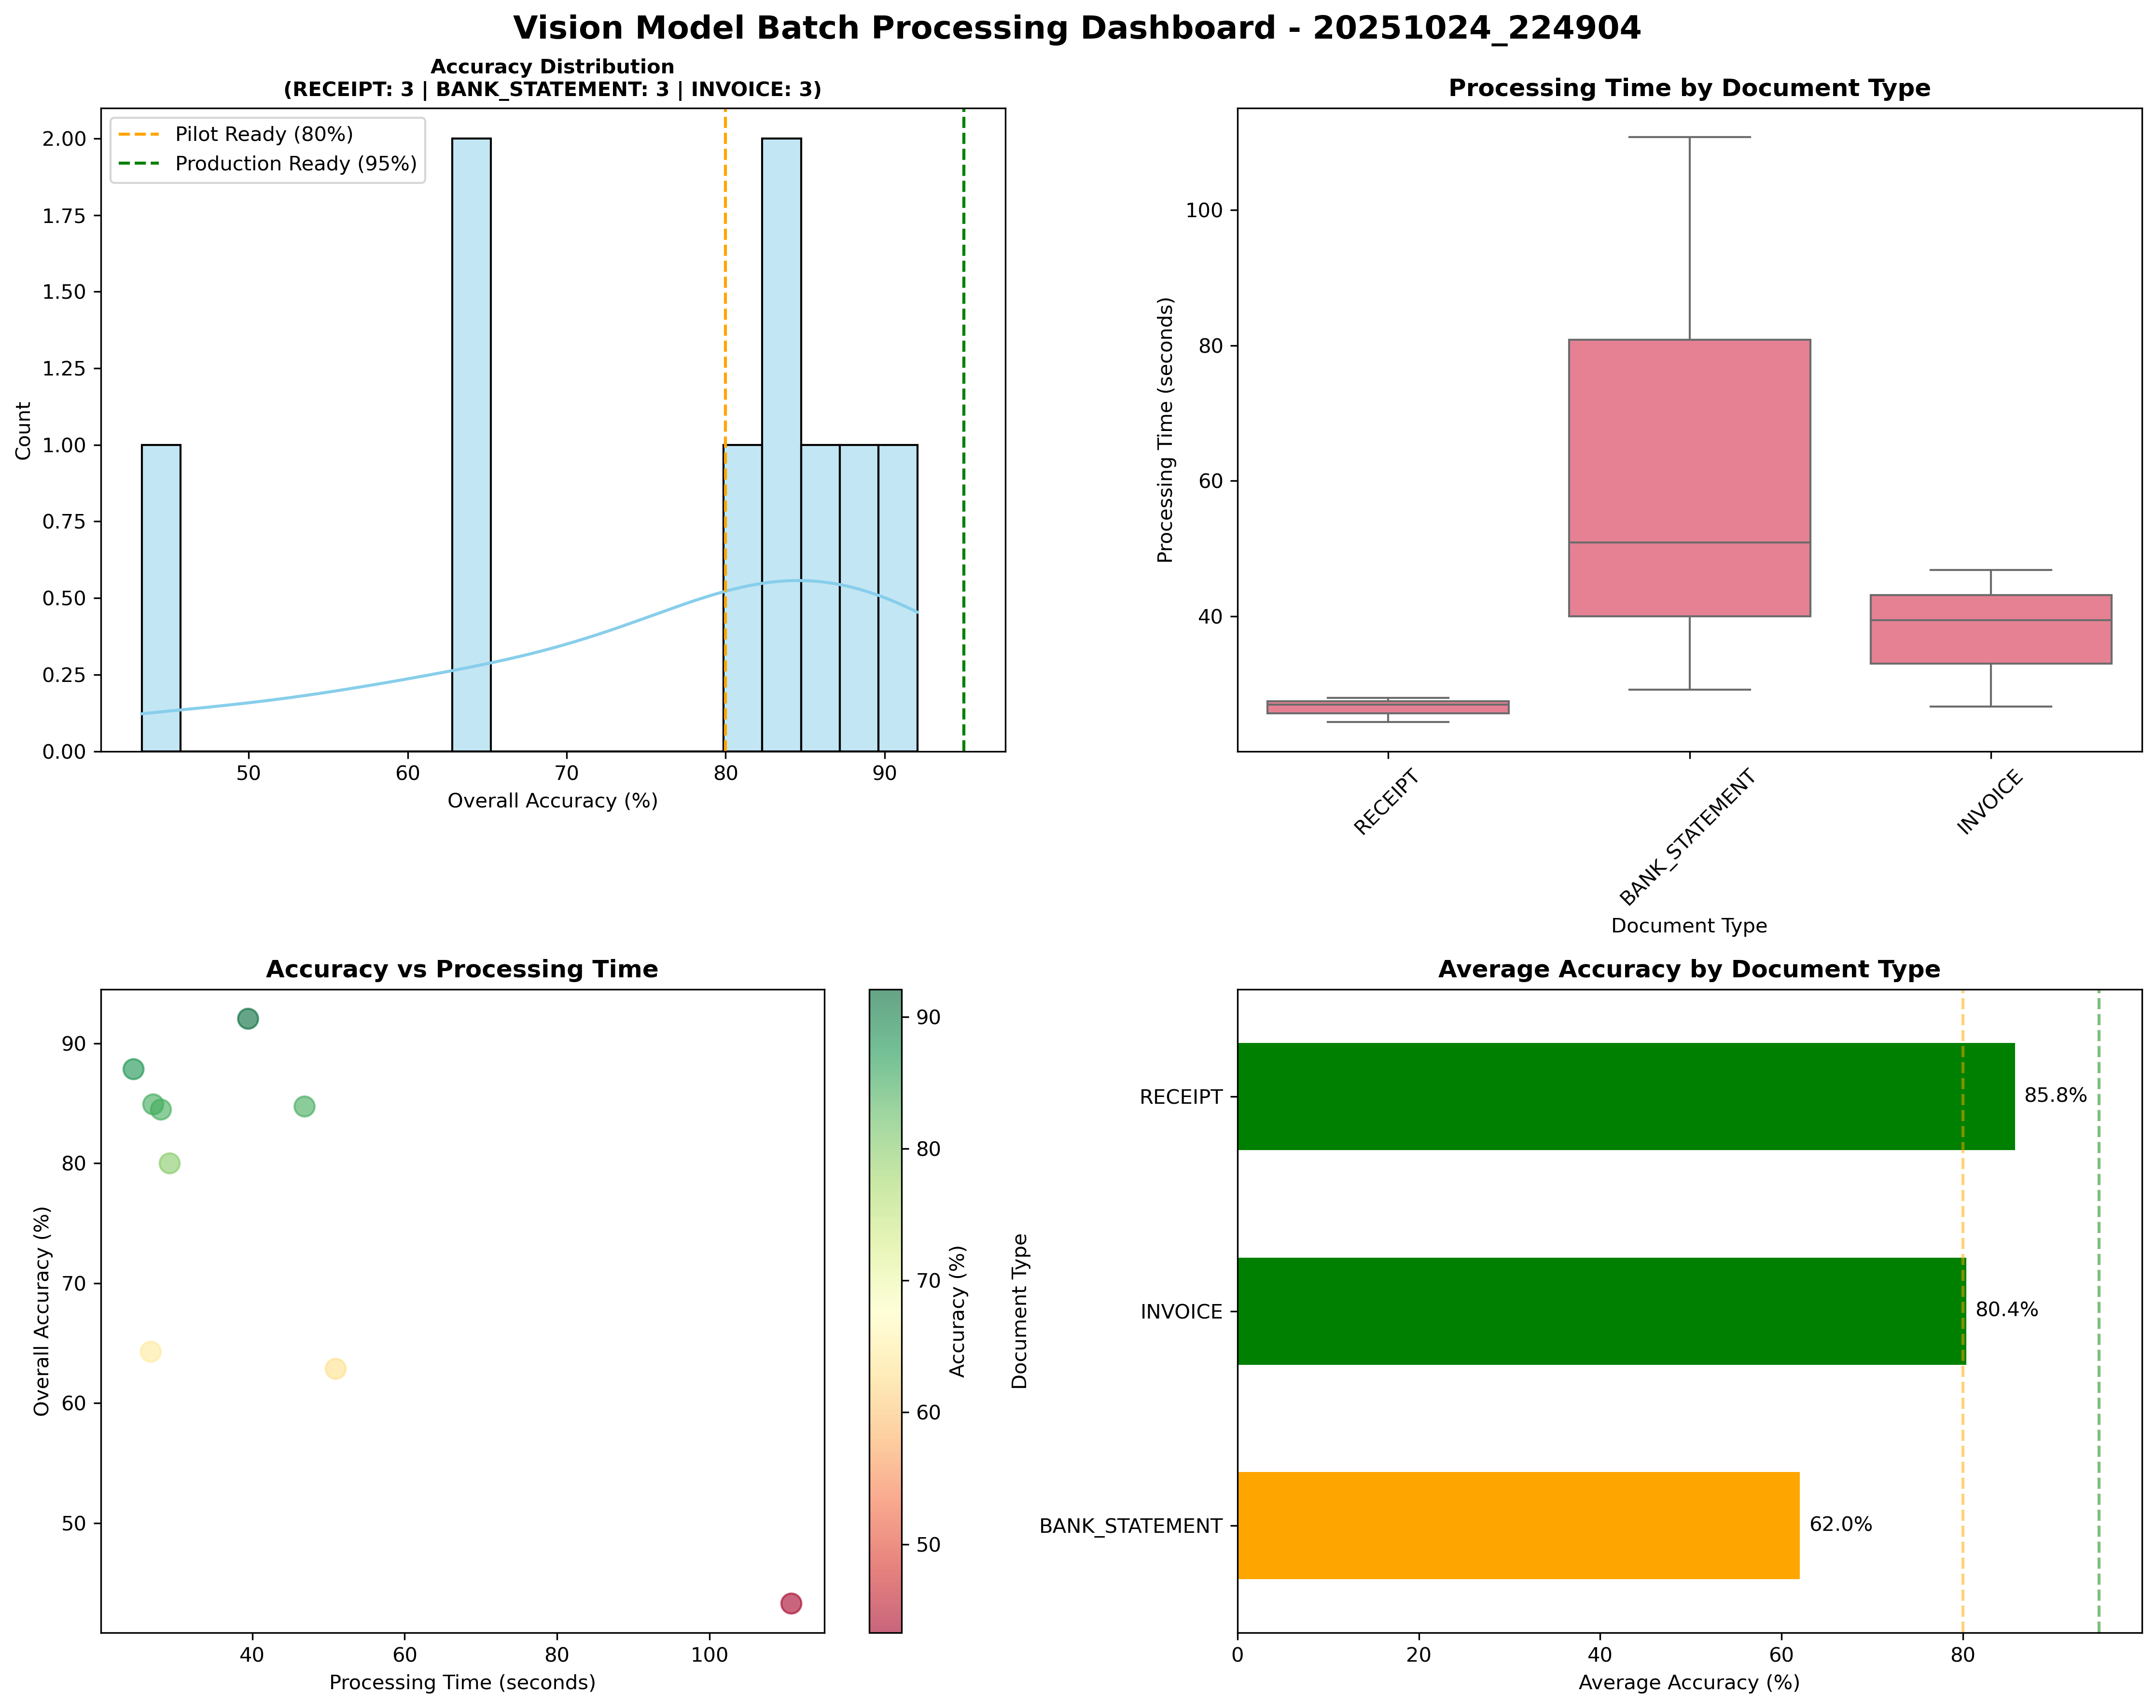 Vision Model Batch Processing Dashboard - 20251024_224904
Accuracy Distribution
(RECEIPT: 3 | BANK_STATEMENT: 3 | INVOICE: 3)
Pilot Ready (80%)
Production Ready (95%)
2.00
1.75
1.50
1.25
1.00
0.75
0.50
0.25
0.00
Count
50 60 70 80 90
Overall Accuracy (%)
Processing Time by Document Type
100
80
60
40
Processing Time (seconds)
RECEIPT
BANK_STATEMENT
INVOICE
Document Type
Accuracy vs Processing Time
90
80
70
60
50
Overall Accuracy (%)
40 60 80 100
Processing Time (seconds)
90
80
70
60
50
Accuracy (%)
Average Accuracy by Document Type
Document Type
RECEIPT
85.8%
INVOICE
80.4%
BANK_STATEMENT
62.0%
0 20 40 60 80
Average Accuracy (%)